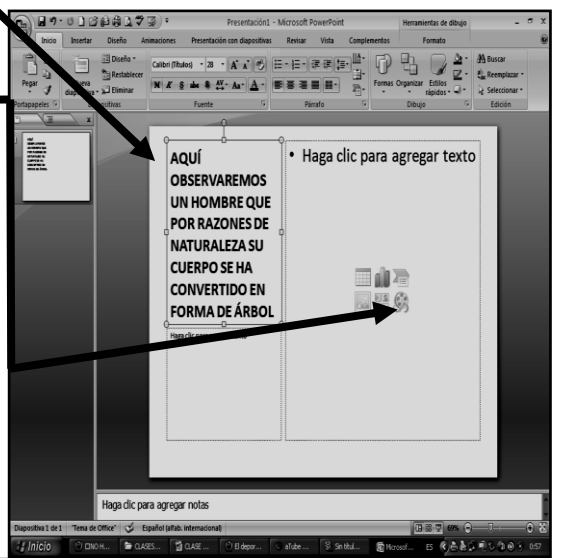 Presentación1 - Microsoft PowerPoint
Herramientas de dibujo
Inicio Insertar Diseño Animaciones Presentación con diapositivas Revisar Vista Complementos Formato
Pegar
Diseño
Restablecer
Eliminar
Calibri (Títulos) 28
Formas Organizar Estilos rápidos
Buscar
Reemplazar
Seleccionar
Portapapeles Fuente Párrafo Dibujo Edición
AQUÍ
OBSERVAREMOS
UN HOMBRE QUE
POR RAZONES DE
NATURALEZA SU
CUERPO SE HA
CONVERTIDO EN
FORMA DE ÁRBOL
• Haga clic para agregar texto
Haga clic para agregar notas
Diapositiva 1 de 1 "Tema de Office" Español (alfab. internacional) 69%
Inicio CLASES... CLASE ... El depor... aTube ... Sin títul... Microsof... ES 0:57